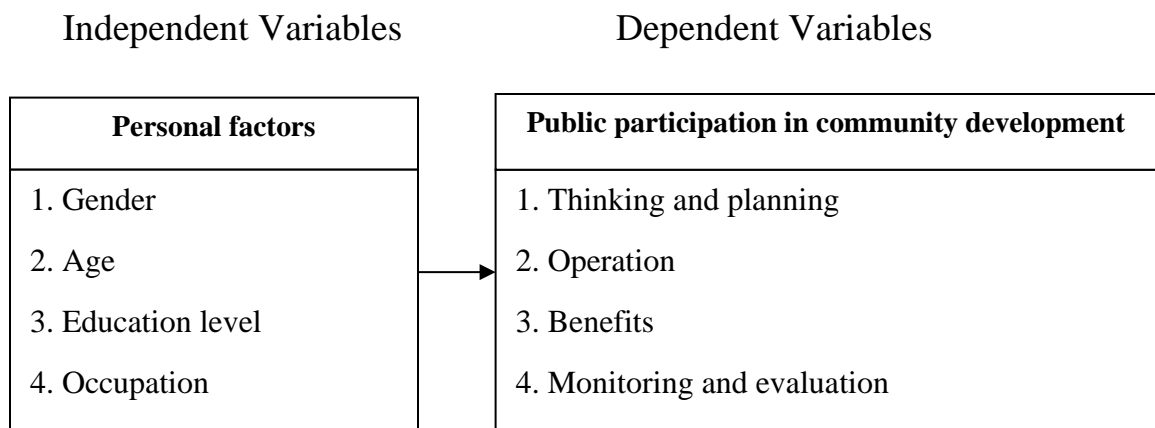 Independent Variables
Dependent Variables
Personal factors
1. Gender
2. Age
3. Education level
4. Occupation
Public participation in community development
1. Thinking and planning
2. Operation
3. Benefits
4. Monitoring and evaluation